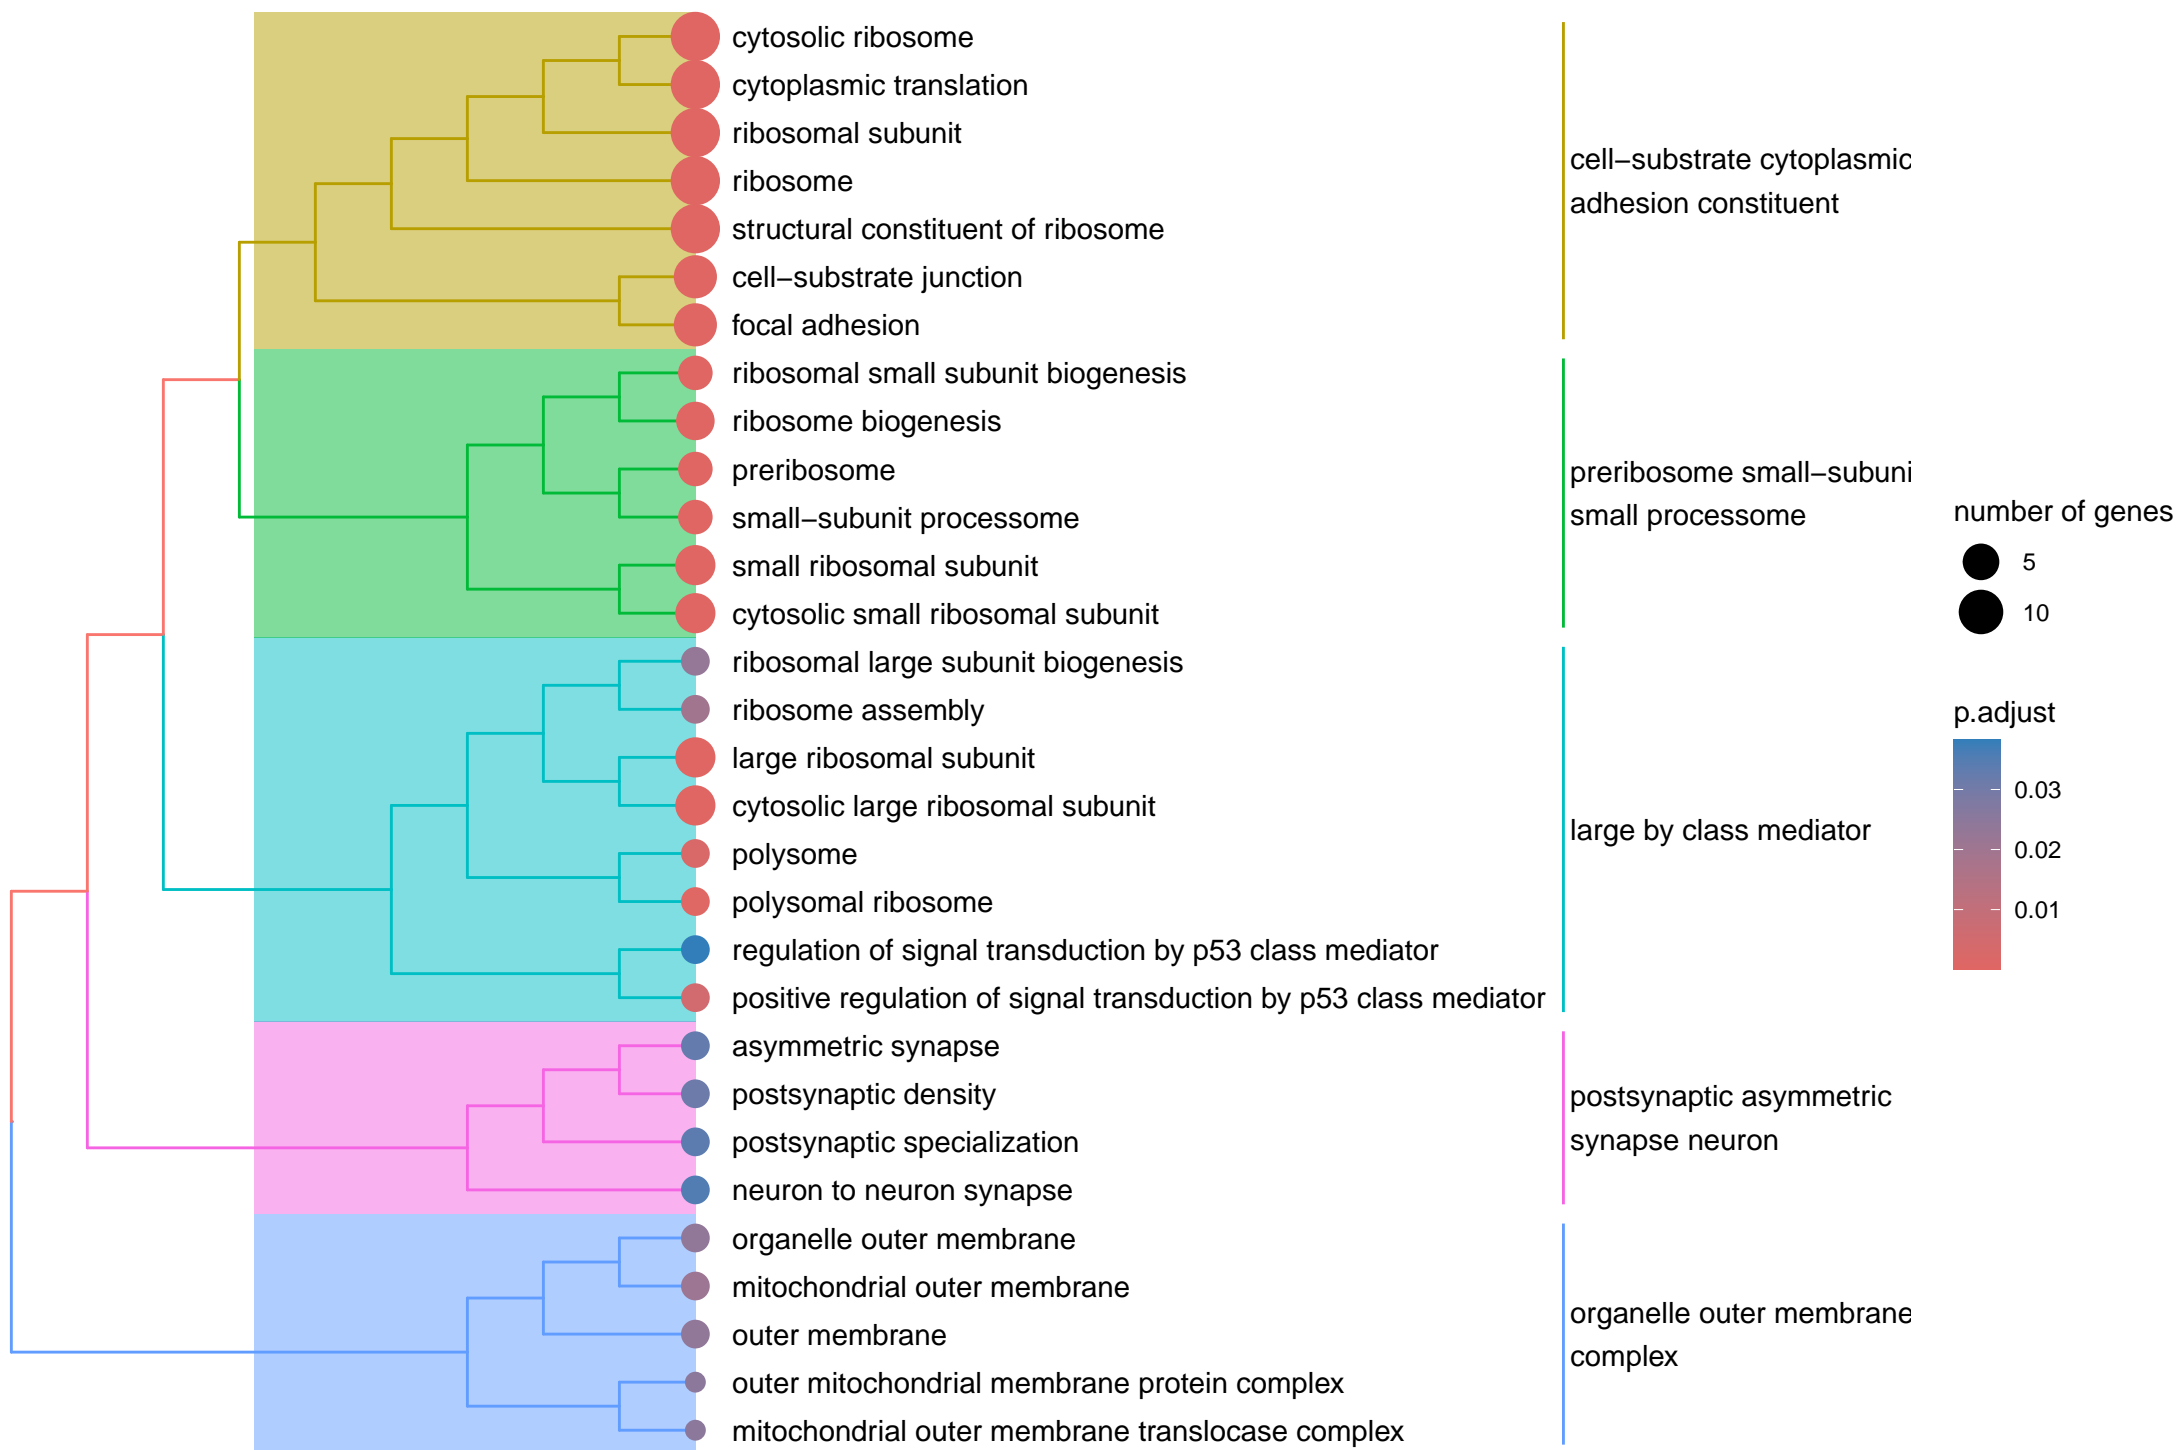 cytosolic ribosome
cytoplasmic translation
ribosomal subunit
ribosome
structural constituent of ribosome
cell−substrate junction
focal adhesion
ribosomal small subunit biogenesis
ribosome biogenesis
preribosome
small−subunit processome
small ribosomal subunit
cytosolic small ribosomal subunit
ribosomal large subunit biogenesis
ribosome assembly
large ribosomal subunit
cytosolic large ribosomal subunit
polysome
polysomal ribosome
regulation of signal transduction by p53 class mediator
positive regulation of signal transduction by p53 class mediator
asymmetric synapse
postsynaptic density
postsynaptic specialization
neuron to neuron synapse
organelle outer membrane
mitochondrial outer membrane
outer membrane
outer mitochondrial membrane protein complex
mitochondrial outer membrane translocase complex
cell−substrate cytoplasmic
adhesion constituent
preribosome small−subuni
small processome
large by class mediator
postsynaptic asymmetric
synapse neuron
organelle outer membrane
complex
number of genes
5
10
p.adjust
0.03
0.02
0.01